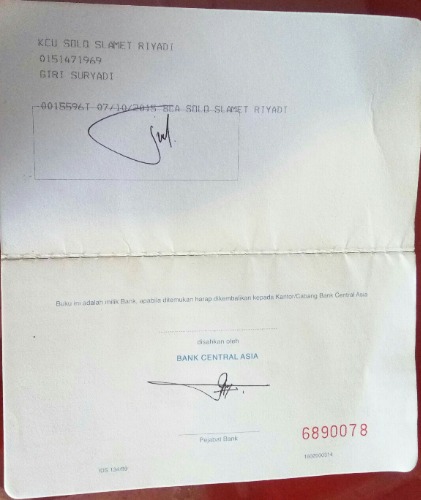 KCU SOLO SLAMET RIYADI
0151471969
GIRI SURYADI
0015596T 07/10/2015 BCA SOLO SLAMET RIYADI
Buku ini adalah milik Bank, apabila ditemukan harap dikembalikan kepada Kantor/Cabang Bank Central Asia
disahkan oleh
BANK CENTRAL ASIA
Pejabat Bank
6890078